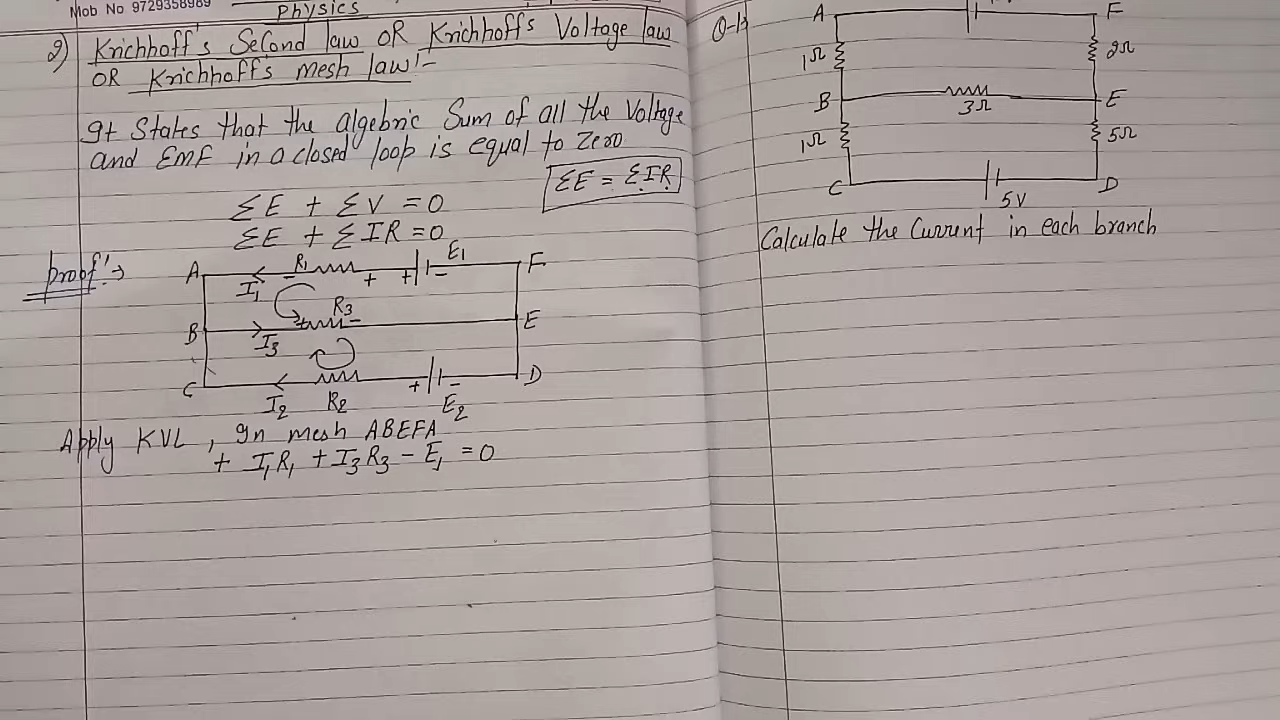 Mob No 9729358989
Physics
2) Krichhoff's Second law OR Krichhoff's Voltage law
OR Krichhoff's mesh law :-
It States that the algebric Sum of all the Voltage
and EMF in a closed loop is equal to Zero
ΣE = ΣIR
ΣE + ΣV = 0
ΣE + ΣIR = 0
proof :→
A R₁ E₁ F
I₁ - + + -
R₃
B I₃ - E
C I₂ R₂ + - E₂ D
Apply KVL, In mesh ABEFA
+ I₁R₁ + I₃R₃ - E₁ = 0
Q-1)
A F
1Ω 2Ω
B 3Ω E
1Ω 5Ω
C 5V D
Calculate the Current in each branch